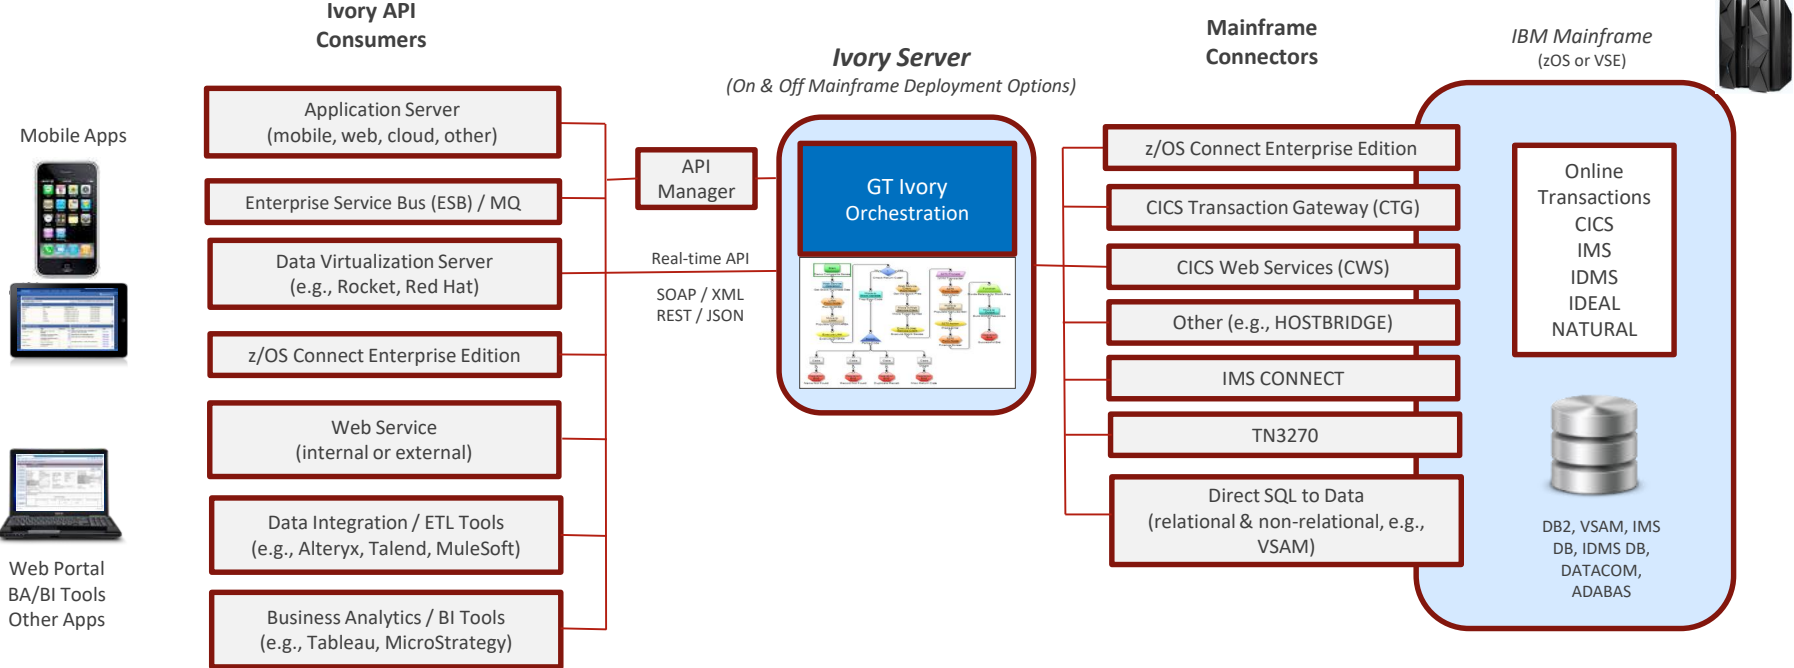 Ivory API
Consumers
Mainframe
Connectors
Ivory Server
(On & Off Mainframe Deployment Options)
IBM Mainframe
(zOS or VSE)
Mobile Apps
Web Portal
BA/BI Tools
Other Apps
Application Server
(mobile, web, cloud, other)
Enterprise Service Bus (ESB) / MQ
Data Virtualization Server
(e.g., Rocket, Red Hat)
z/OS Connect Enterprise Edition
Web Service
(internal or external)
Data Integration / ETL Tools
(e.g., Alteryx, Talend, MuleSoft)
Business Analytics / BI Tools
(e.g., Tableau, MicroStrategy)
API
Manager
Real-time API
SOAP / XML
REST / JSON
GT Ivory
Orchestration
z/OS Connect Enterprise Edition
CICS Transaction Gateway (CTG)
CICS Web Services (CWS)
Other (e.g., HOSTBRIDGE)
IMS CONNECT
TN3270
Direct SQL to Data
(relational & non-relational, e.g.,
VSAM)
Online
Transactions
CICS
IMS
IDMS
IDEAL
NATURAL
DB2, VSAM, IMS
DB, IDMS DB,
DATACOM,
ADABAS